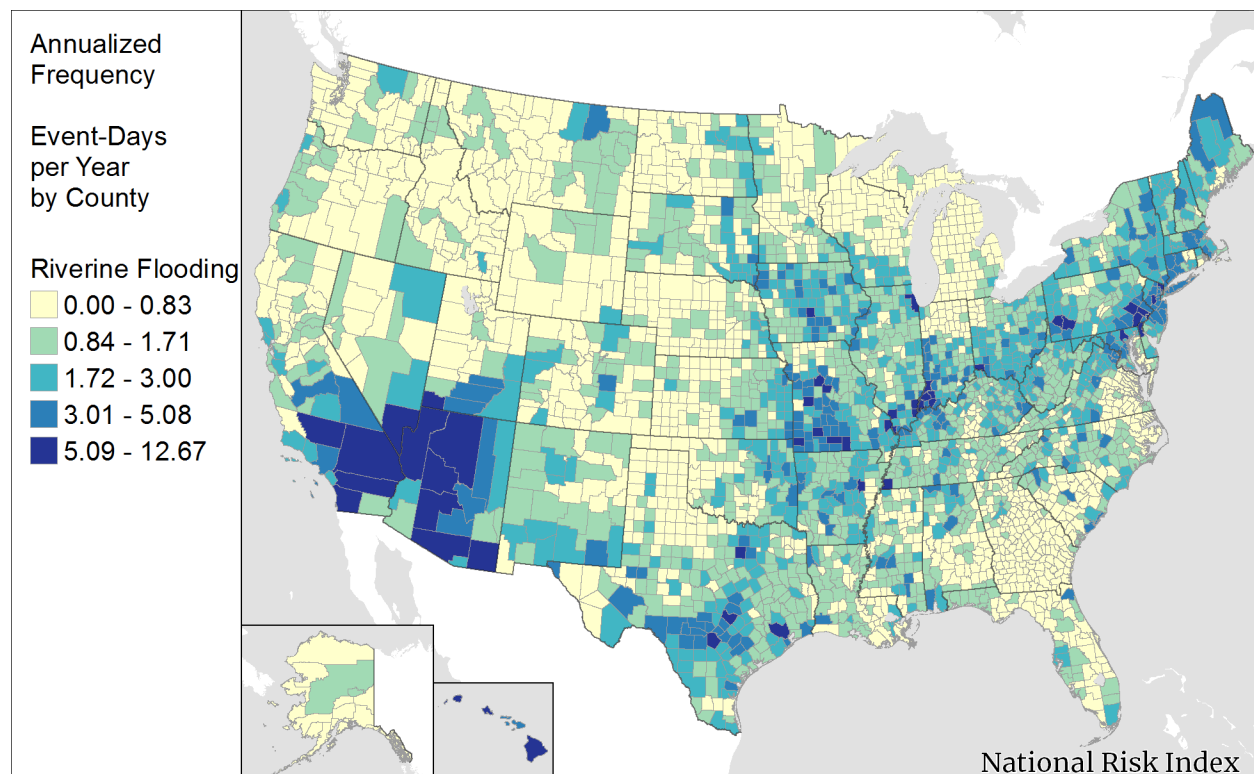 Annualized
Frequency
Event-Days
per Year
by County
Riverine Flooding
0.00 - 0.83
0.84 - 1.71
1.72 - 3.00
3.01 - 5.08
5.09 - 12.67
National Risk Index